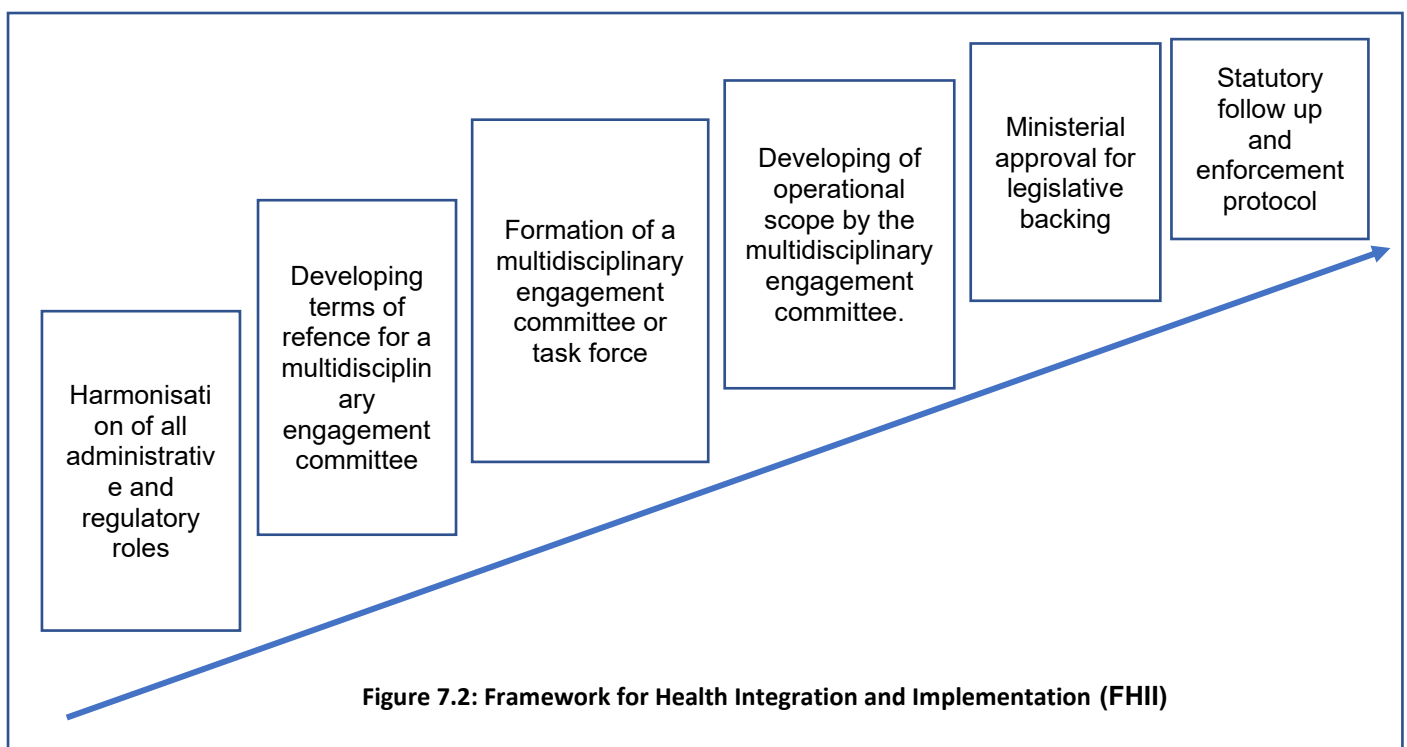 Harmonisati
on of all
administrativ
e and
regulatory
roles
Developing
terms of
refence for a
multidisciplin
ary
engagement
committee
Formation of a
multidisciplinary
engagement
committee or
task force
Developing of
operational
scope by the
multidisciplinary
engagement
committee.
Ministerial
approval for
legislative
backing
Statutory
follow up
and
enforcement
protocol
Figure 7.2: Framework for Health Integration and Implementation (FHII)